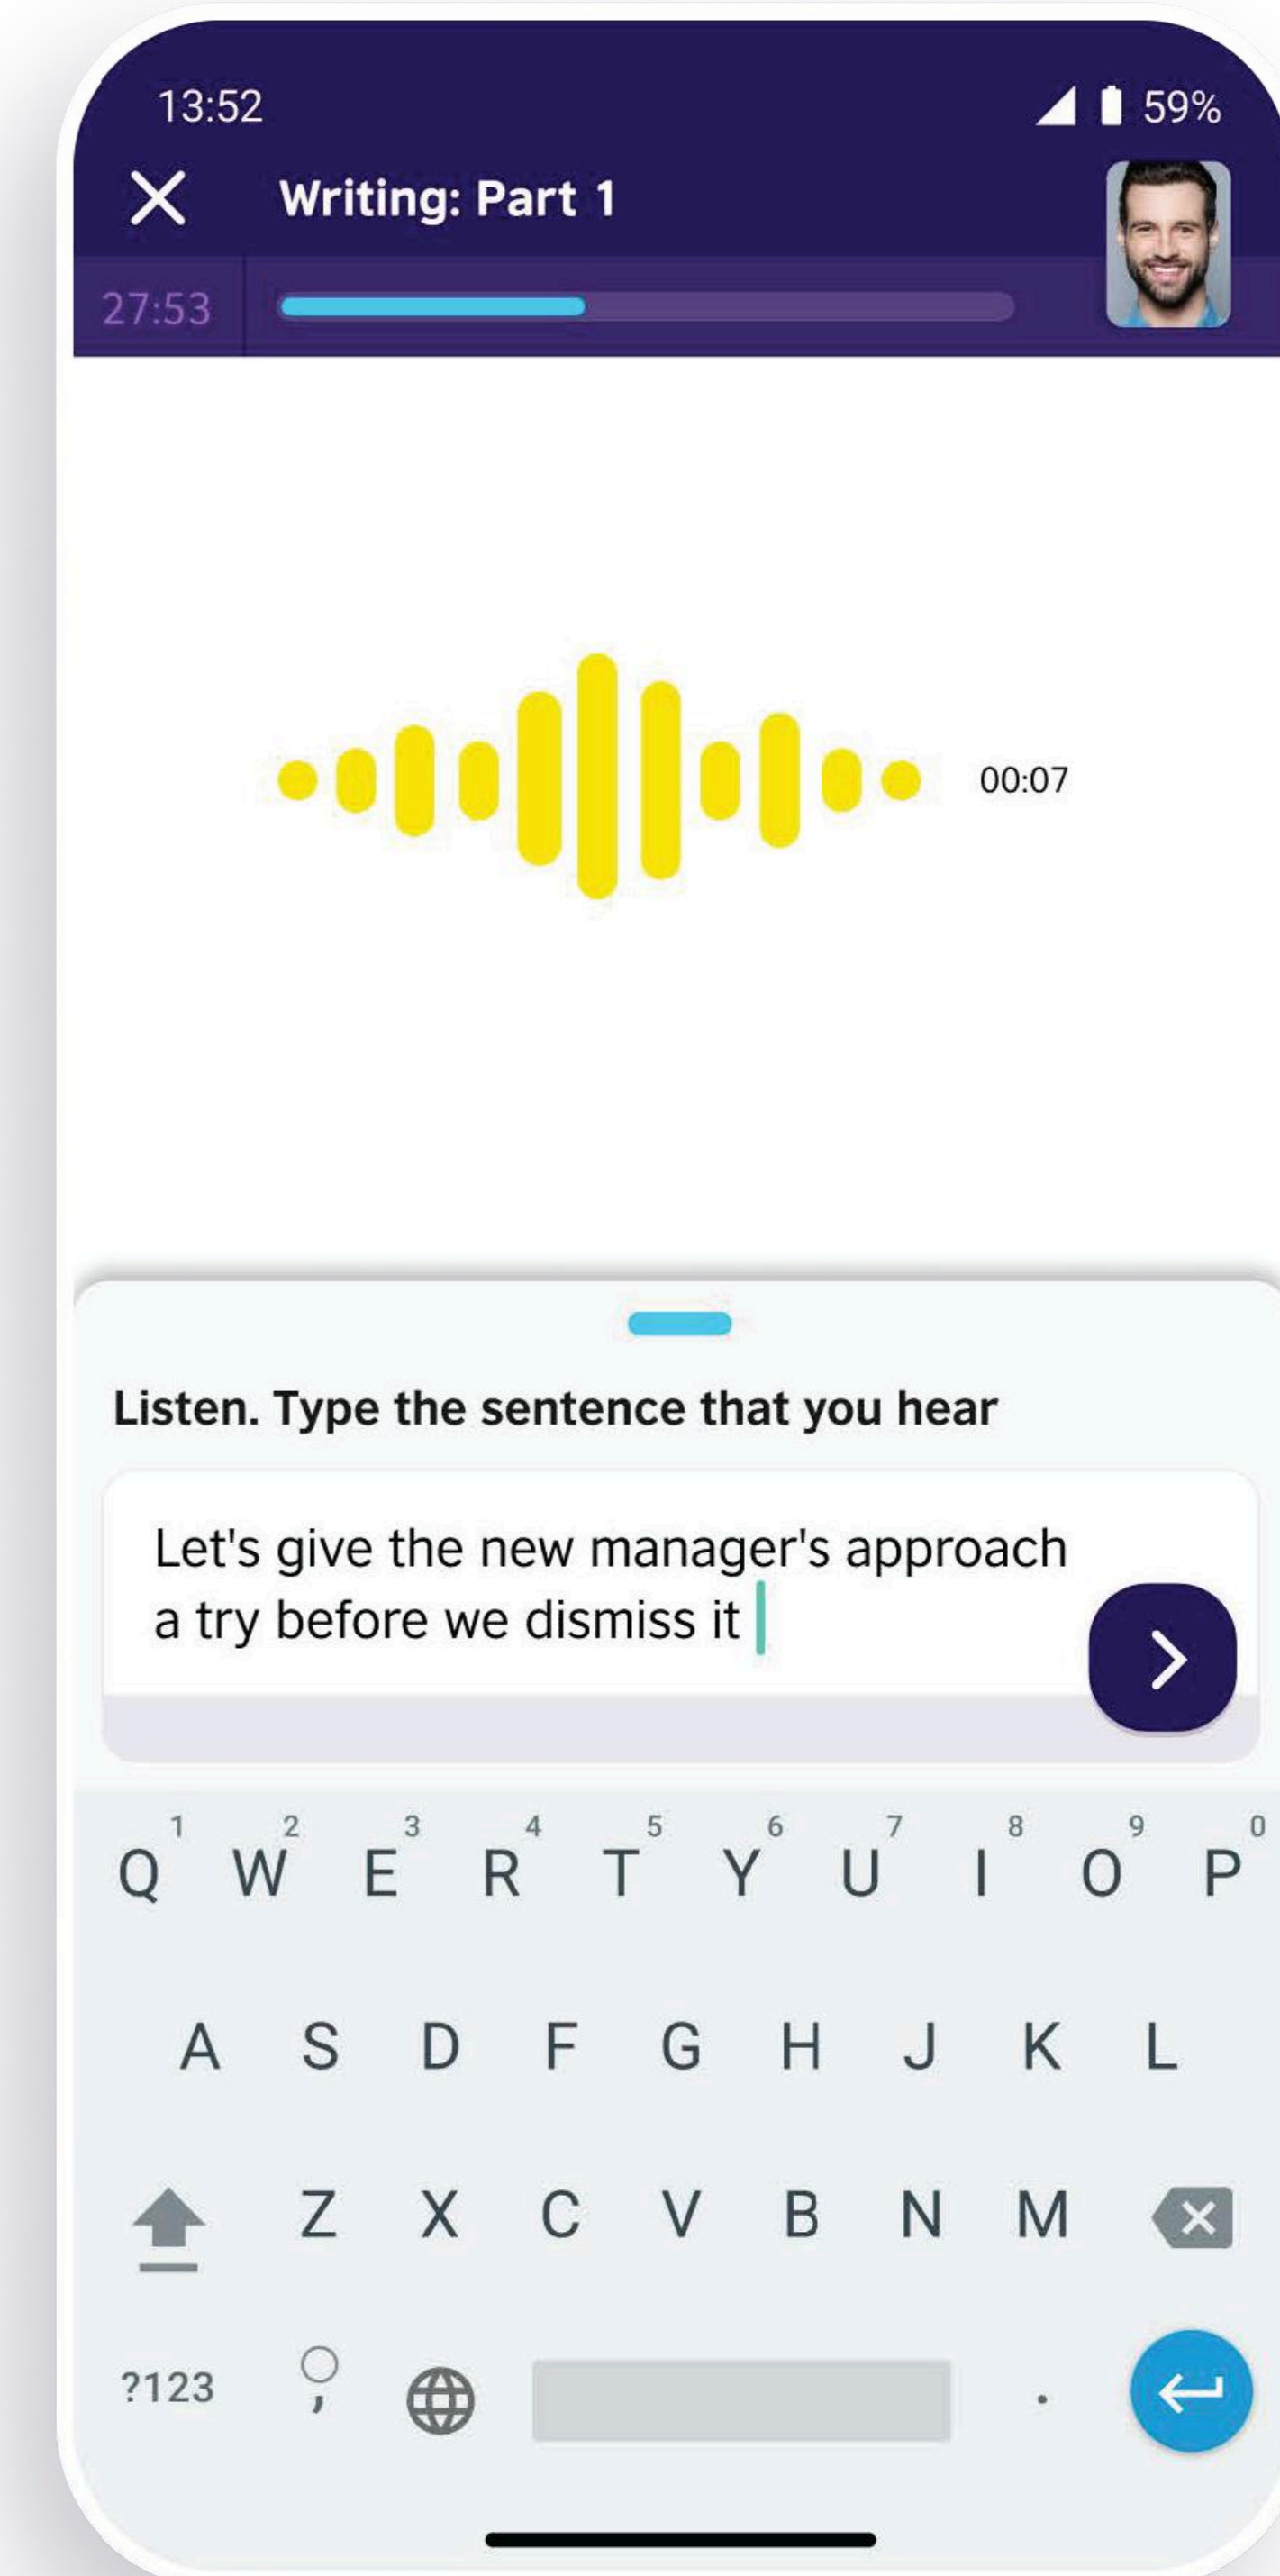 13:52
59%
Writing: Part 1
27:53
00:07
Listen. Type the sentence that you hear
Let's give the new manager's approach
a try before we dismiss it
1 2 3 4 5 6 7 8 9 0
Q W E R T Y U I O P
A S D F G H J K L
Z X C V B N M
?123 , .